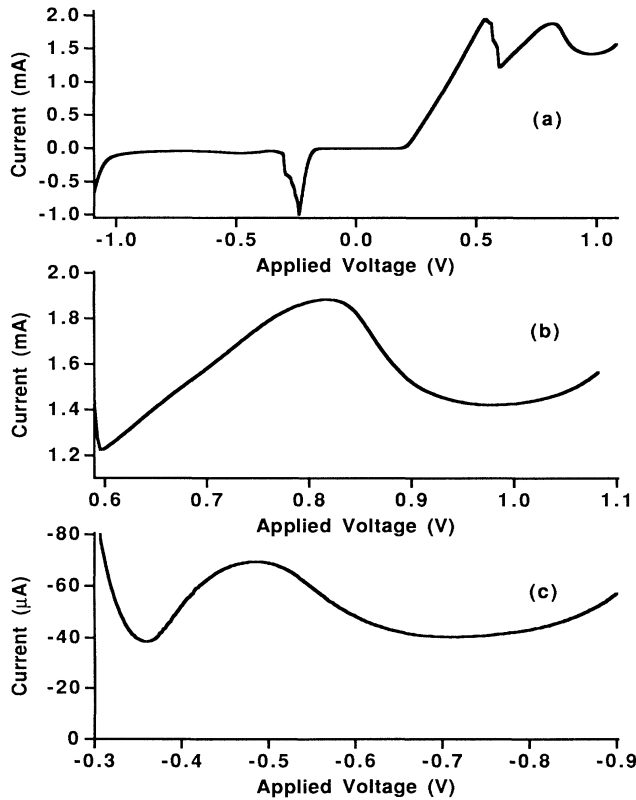 2.0
1.5
1.0
0.5
0.0
-0.5
-1.0
Current (mA)
(a)
-1.0 -0.5 0.0 0.5 1.0
Applied Voltage (V)
2.0
1.8
1.6
1.4
1.2
Current (mA)
(b)
0.6 0.7 0.8 0.9 1.0 1.1
Applied Voltage (V)
-80
-60
-40
-20
0
Current (μA)
(c)
-0.3 -0.4 -0.5 -0.6 -0.7 -0.8 -0.9
Applied Voltage (V)